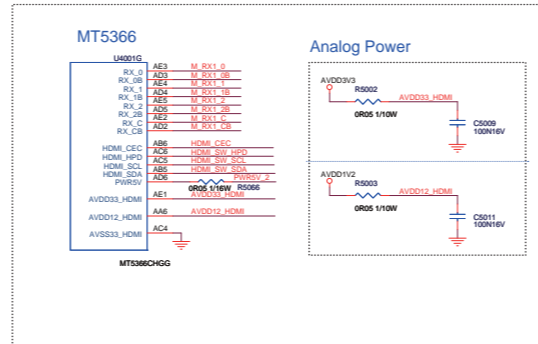 MT5366
U4001G
RX_0 AE3 M_RX1_0
RX_0B AD3 M_RX1_0B
RX_1 AE4 M_RX1_1
RX_1B AD4 M_RX1_1B
RX_2 AE5 M_RX1_2
RX_2B AD5 M_RX1_2B
RX_C AE2 M_RX1_C
RX_CB AD2 M_RX1_CB
HDMI_CEC AB6 HDMI_CEC
HDMI_HPD AC6 HDMI_SW_HPD
HDMI_SCL AC5 HDMI_SW_SCL
HDMI_SDA AB5 HDMI_SW_SDA
PWR5V AD6 PWR5V_2
0R05 1/16W R5066
AVDD33_HDMI AE1 AVDD33_HDMI
AVDD12_HDMI AA6 AVDD12_HDMI
AVSS33_HDMI AC4
MT5366CHGG
Analog Power
AVDD3V3
R5002 AVDD33_HDMI
0R05 1/10W
C5009
100N16V
AVDD1V2
R5003 AVDD12_HDMI
0R05 1/10W
C5011
100N16V